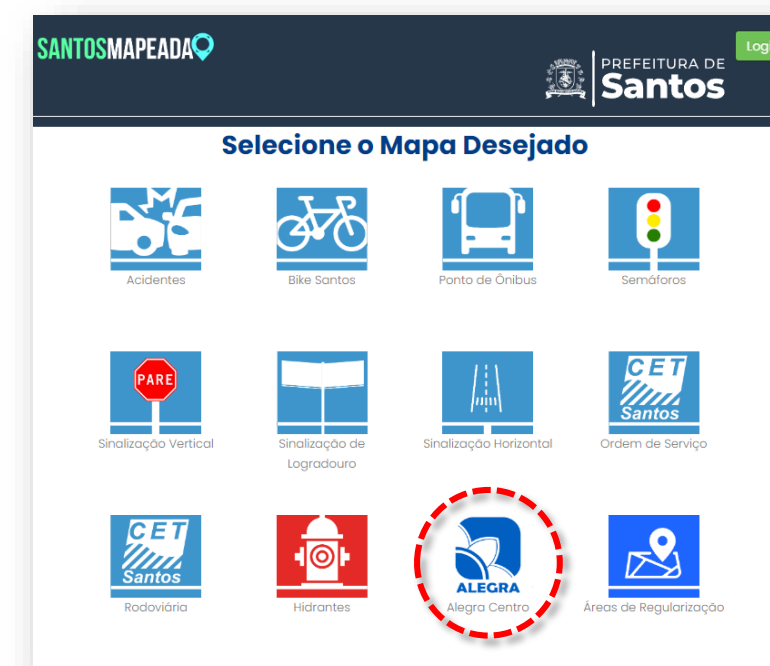 SANTOSMAPEADA
Log
PREFEITURA DE
Santos
Selecione o Mapa Desejado
Acidentes
Bike Santos
Ponto de Ônibus
Semáforos
PARE
CET
Santos
Sinalização Vertical
Sinalização de
Logradouro
Sinalização Horizontal
Ordem de Serviço
CET
Santos
ALEGRA
Rodoviária
Hidrantes
Alegra Centro
Áreas de Regularização